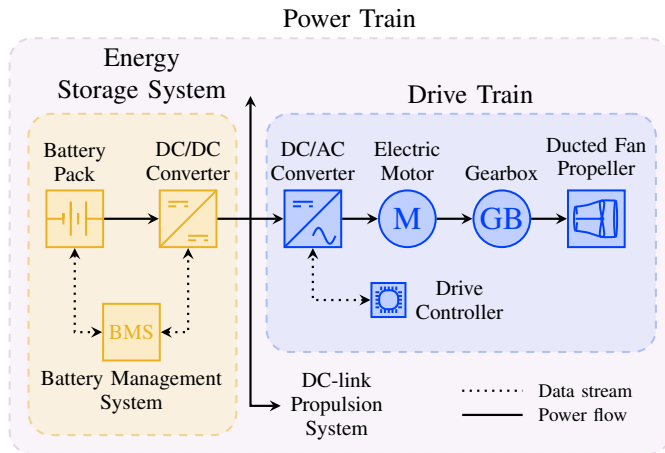 Power Train
Energy
Storage System
Drive Train
Battery
Pack
DC/DC
Converter
DC/AC
Converter
Electric
Motor
Gearbox
Ducted Fan
Propeller
M
GB
BMS
Drive
Controller
Battery Management
System
DC-link
Propulsion
System
Data stream
Power flow